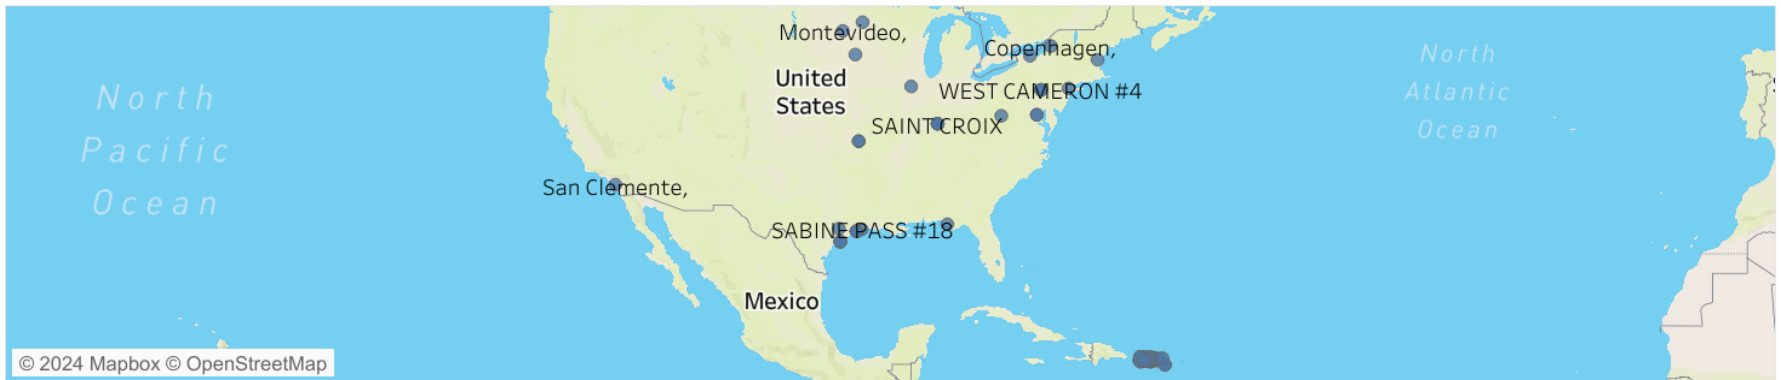 Montevideo,
Copenhagen,
North
Atlantic
Ocean
United
States
WEST CAMERON #4
North
Pacific
Ocean
SAINT CROIX
San Clemente,
SABINE PASS #18
Mexico
© 2024 Mapbox © OpenStreetMap